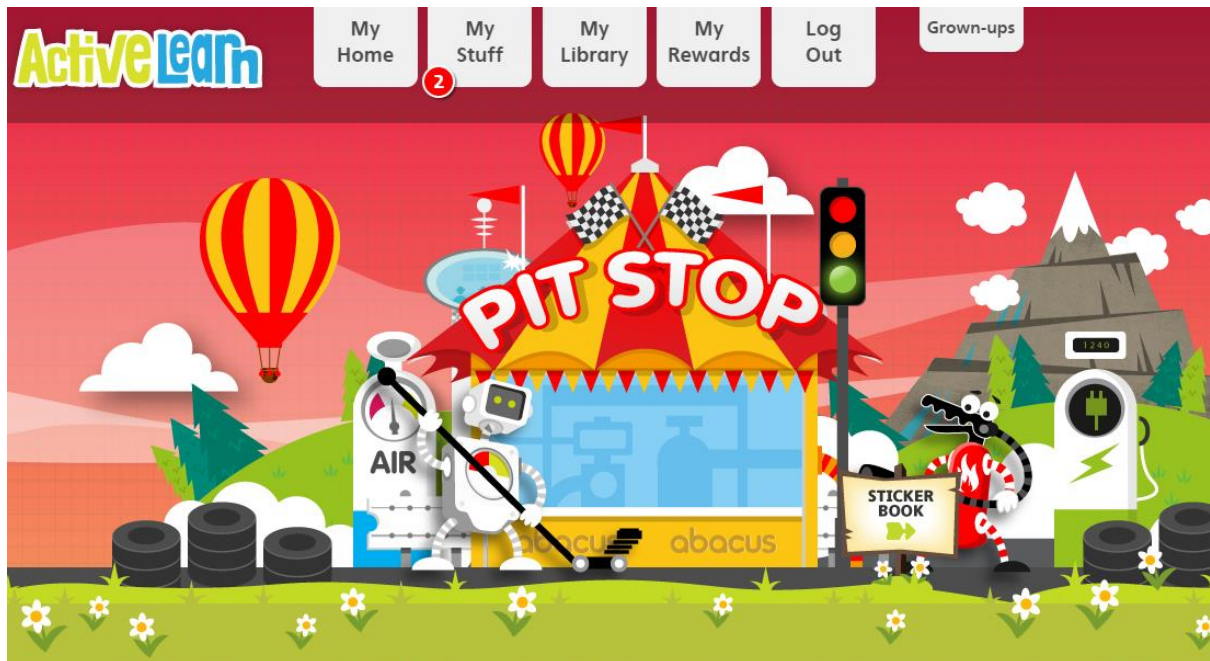 ActiveLearn
My
Home
My
Stuff
2
My
Library
My
Rewards
Log
Out
Grown-ups
PIT STOP
1240
AIR
STICKER
BOOK
abacus
abacus